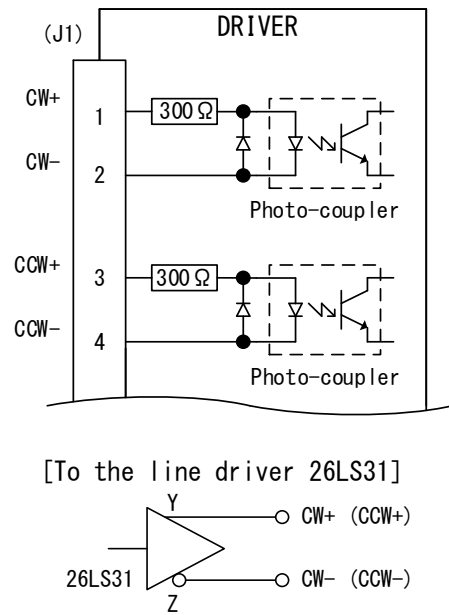 (J1)
DRIVER
CW+
1
300Ω
CW-
2
Photo-coupler
CCW+
3
300Ω
CCW-
4
Photo-coupler
[To the line driver 26LS31]
Y
CW+ (CCW+)
26LS31
CW- (CCW-)
Z